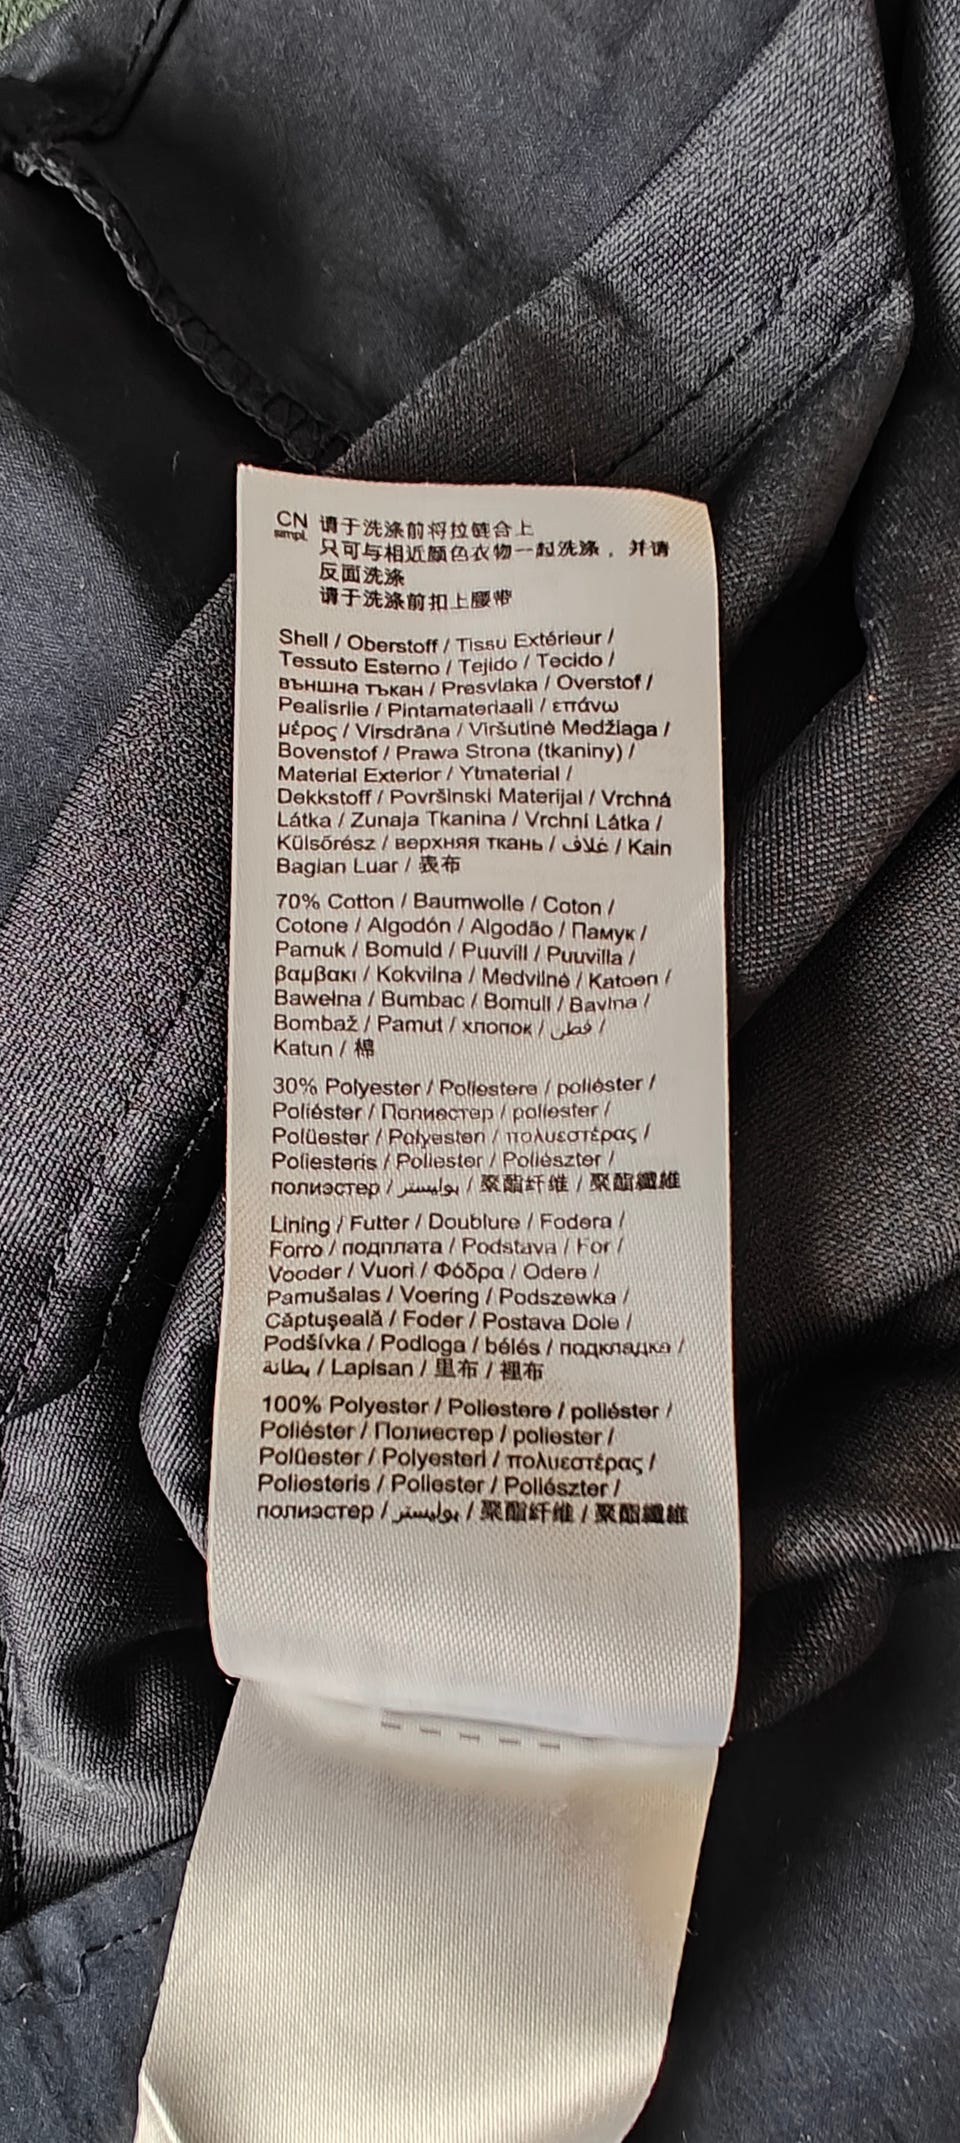 CN 请于洗涤前将拉链合上
simpl. 只可与相近颜色衣物一起洗涤，并请
反面洗涤
请于洗涤前扣上腰带
Shell / Oberstoff / Tissu Extérieur /
Tessuto Esterno / Tejido / Tecido /
външна тъкан / Presvlaka / Overstof /
Pealisriie / Pintamateriaali / επάνω
μέρος / Virsdrāna / Viršutinė Medžiaga /
Bovenstof / Prawa Strona (tkaniny) /
Material Exterior / Ytmaterial /
Dekkstoff / Površinski Materijal / Vrchná
Látka / Zunaja Tkanina / Vrchní Látka /
Külsőrész / верхняя ткань / غلاف / Kain
Bagian Luar / 表布
70% Cotton / Baumwolle / Coton /
Cotone / Algodón / Algodão / Памук /
Pamuk / Bomuld / Puuvill / Puuvilla /
βαμβακι / Kokvilna / Medvilnė / Katoen /
Bawełna / Bumbac / Bomull / Bavlna /
Bombaž / Pamut / хлопок / قطن /
Katun / 棉
30% Polyester / Poliestere / poliéster /
Poliéster / Полиестер / poliester /
Polüester / Polyesteri / πολυεστέρας /
Poliesteris / Poliester / Poliészter /
полиэстер / بوليستر / 聚酯纤维 / 聚酯纖維
Lining / Futter / Doublure / Fodera /
Forro / подплата / Podstava / For /
Vooder / Vuori / Φόδρα / Odere /
Pamušalas / Voering / Podszewka /
Căptuşeală / Foder / Postava Dole /
Podšívka / Podloga / bélés / подкладка /
بطانة / Lapisan / 里布 / 裡布
100% Polyester / Poliestere / poliéster /
Poliéster / Полиестер / poliester /
Polüester / Polyesteri / πολυεστέρας /
Poliesteris / Poliester / Poliészter /
полиэстер / بوليستر / 聚酯纤维 / 聚酯纖維